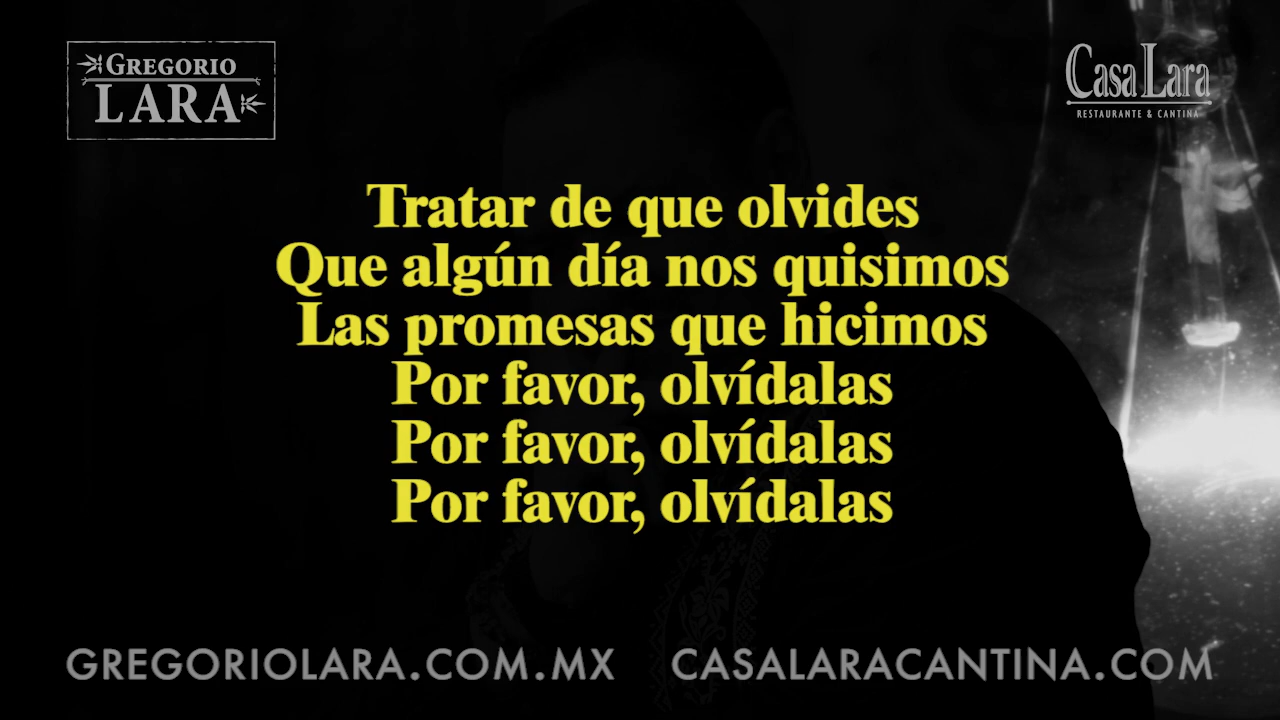 GREGORIO
LARA
Casa Lara
RESTAURANTE & CANTINA
Tratar de que olvides
Que algún día nos quisimos
Las promesas que hicimos
Por favor, olvídalas
Por favor, olvídalas
Por favor, olvídalas
GREGORIOLARA.COM.MX
CASALARACANTINA.COM